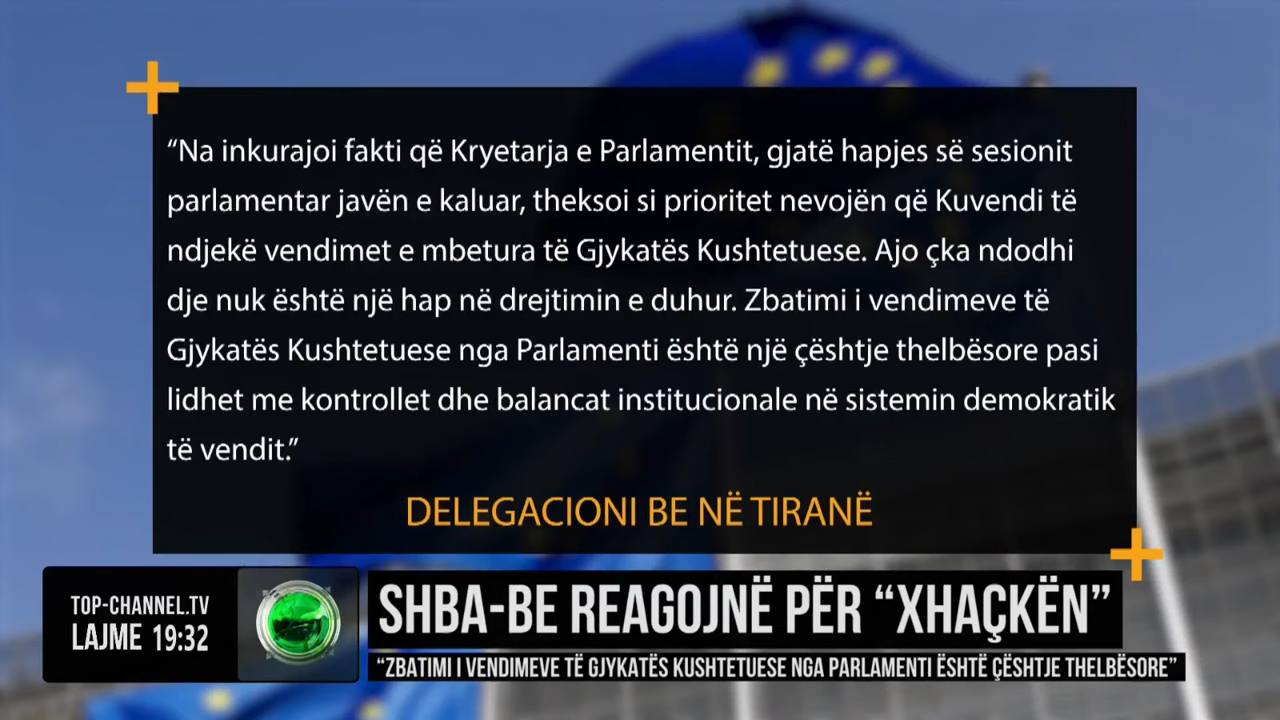 “Na inkurajoi fakti që Kryetarja e Parlamentit, gjatë hapjes së sesionit
parlamentar javën e kaluar, theksoi si prioritet nevojën që Kuvendi të
ndjekë vendimet e mbetura të Gjykatës Kushtetuese. Ajo çka ndodhi
dje nuk është një hap në drejtimin e duhur. Zbatimi i vendimeve të
Gjykatës Kushtetuese nga Parlamenti është një çështje thelbësore pasi
lidhet me kontrollet dhe balancat institucionale në sistemin demokratik
të vendit.”
DELEGACIONI BE NË TIRANË
TOP-CHANNEL.TV
LAJME 19:32
SHBA-BE REAGOJNË PËR “XHAÇKËN”
“ZBATIMI I VENDIMEVE TË GJYKATËS KUSHTETUESE NGA PARLAMENTI ËSHTË ÇËSHTJE THELBËSORE”